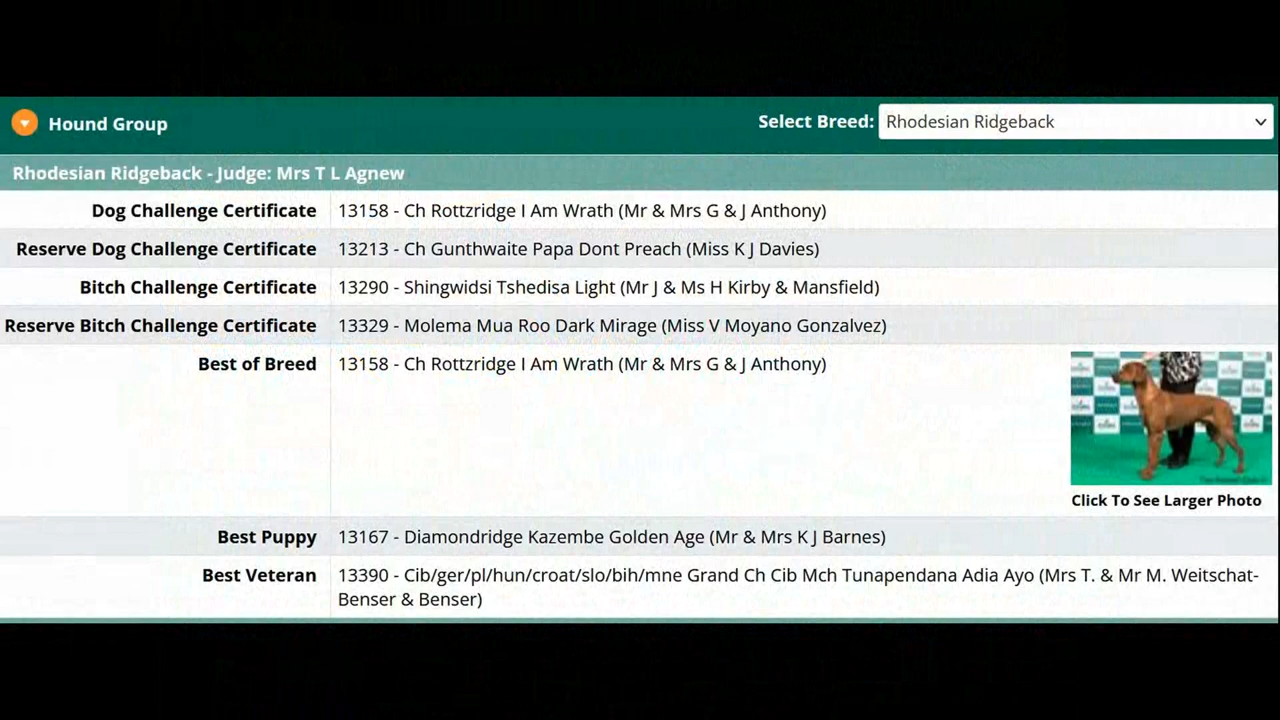 Hound Group
Select Breed: Rhodesian Ridgeback
Rhodesian Ridgeback - Judge: Mrs T L Agnew
Dog Challenge Certificate 13158 - Ch Rottzridge I Am Wrath (Mr & Mrs G & J Anthony)
Reserve Dog Challenge Certificate 13213 - Ch Gunthwaite Papa Dont Preach (Miss K J Davies)
Bitch Challenge Certificate 13290 - Shingwidsi Tshedisa Light (Mr J & Ms H Kirby & Mansfield)
Reserve Bitch Challenge Certificate 13329 - Molema Mua Roo Dark Mirage (Miss V Moyano Gonzalvez)
Best of Breed 13158 - Ch Rottzridge I Am Wrath (Mr & Mrs G & J Anthony)
Click To See Larger Photo
Best Puppy 13167 - Diamondridge Kazembe Golden Age (Mr & Mrs K J Barnes)
Best Veteran 13390 - Cib/ger/pl/hun/croat/slo/bih/mne Grand Ch Cib Mch Tunapendana Adia Ayo (Mrs T. & Mr M. Weitschat-
Benser & Benser)